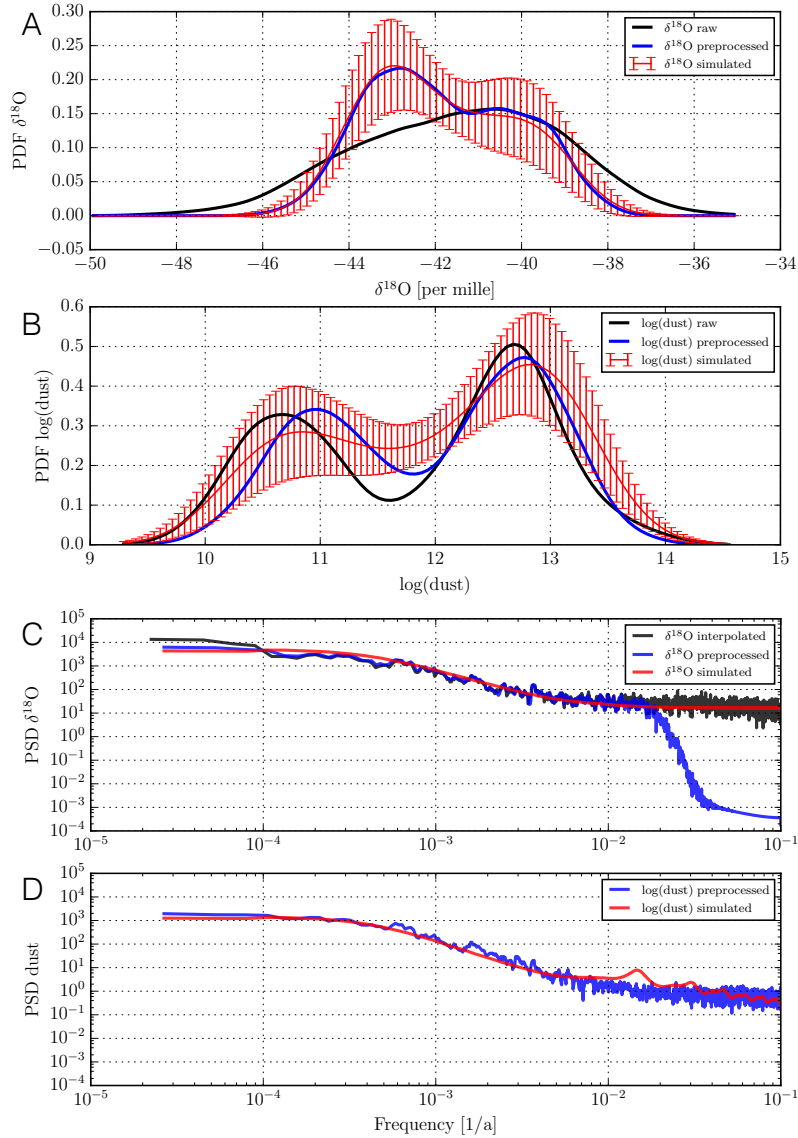 A
0.30
0.25
0.20
0.15
0.10
0.05
0.00
−0.05
PDF δ¹⁸O
δ¹⁸O raw
δ¹⁸O preprocessed
δ¹⁸O simulated
−50 −48 −46 −44 −42 −40 −38 −36 −34
δ¹⁸O [per mille]
B
0.6
0.5
0.4
0.3
0.2
0.1
0.0
PDF log(dust)
log(dust) raw
log(dust) preprocessed
log(dust) simulated
9 10 11 12 13 14 15
log(dust)
C
10⁵
10⁴
10³
10²
10¹
10⁰
10⁻¹
10⁻²
10⁻³
10⁻⁴
PSD δ¹⁸O
δ¹⁸O interpolated
δ¹⁸O preprocessed
δ¹⁸O simulated
10⁻⁵ 10⁻⁴ 10⁻³ 10⁻² 10⁻¹
D
10⁵
10⁴
10³
10²
10¹
10⁰
10⁻¹
10⁻²
10⁻³
10⁻⁴
PSD dust
log(dust) preprocessed
log(dust) simulated
10⁻⁵ 10⁻⁴ 10⁻³ 10⁻² 10⁻¹
Frequency [1/a]